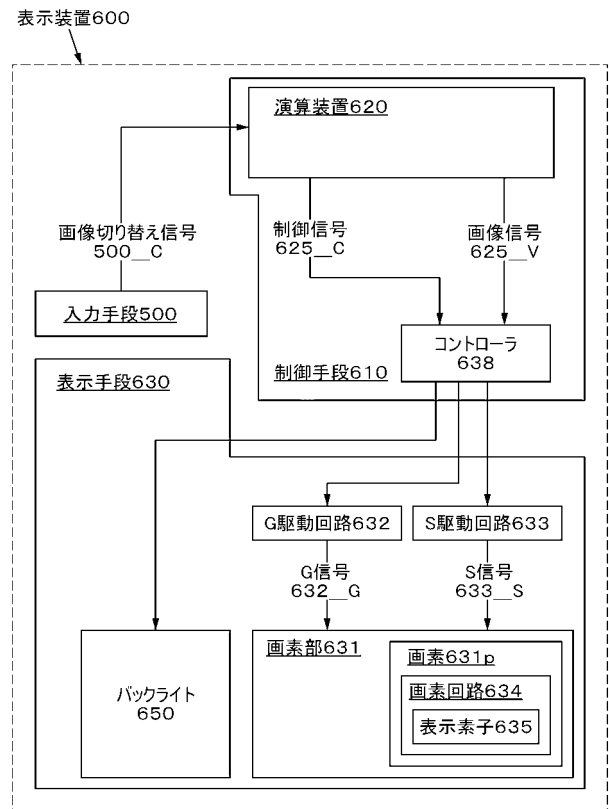 表示装置600
演算装置620
画像切り替え信号
500__C
制御信号
625__C
画像信号
625__V
入力手段500
コントローラ
638
制御手段610
表示手段630
G駆動回路632
S駆動回路633
G信号
632__G
S信号
633__S
バックライト
650
画素部631
画素631p
画素回路634
表示素子635